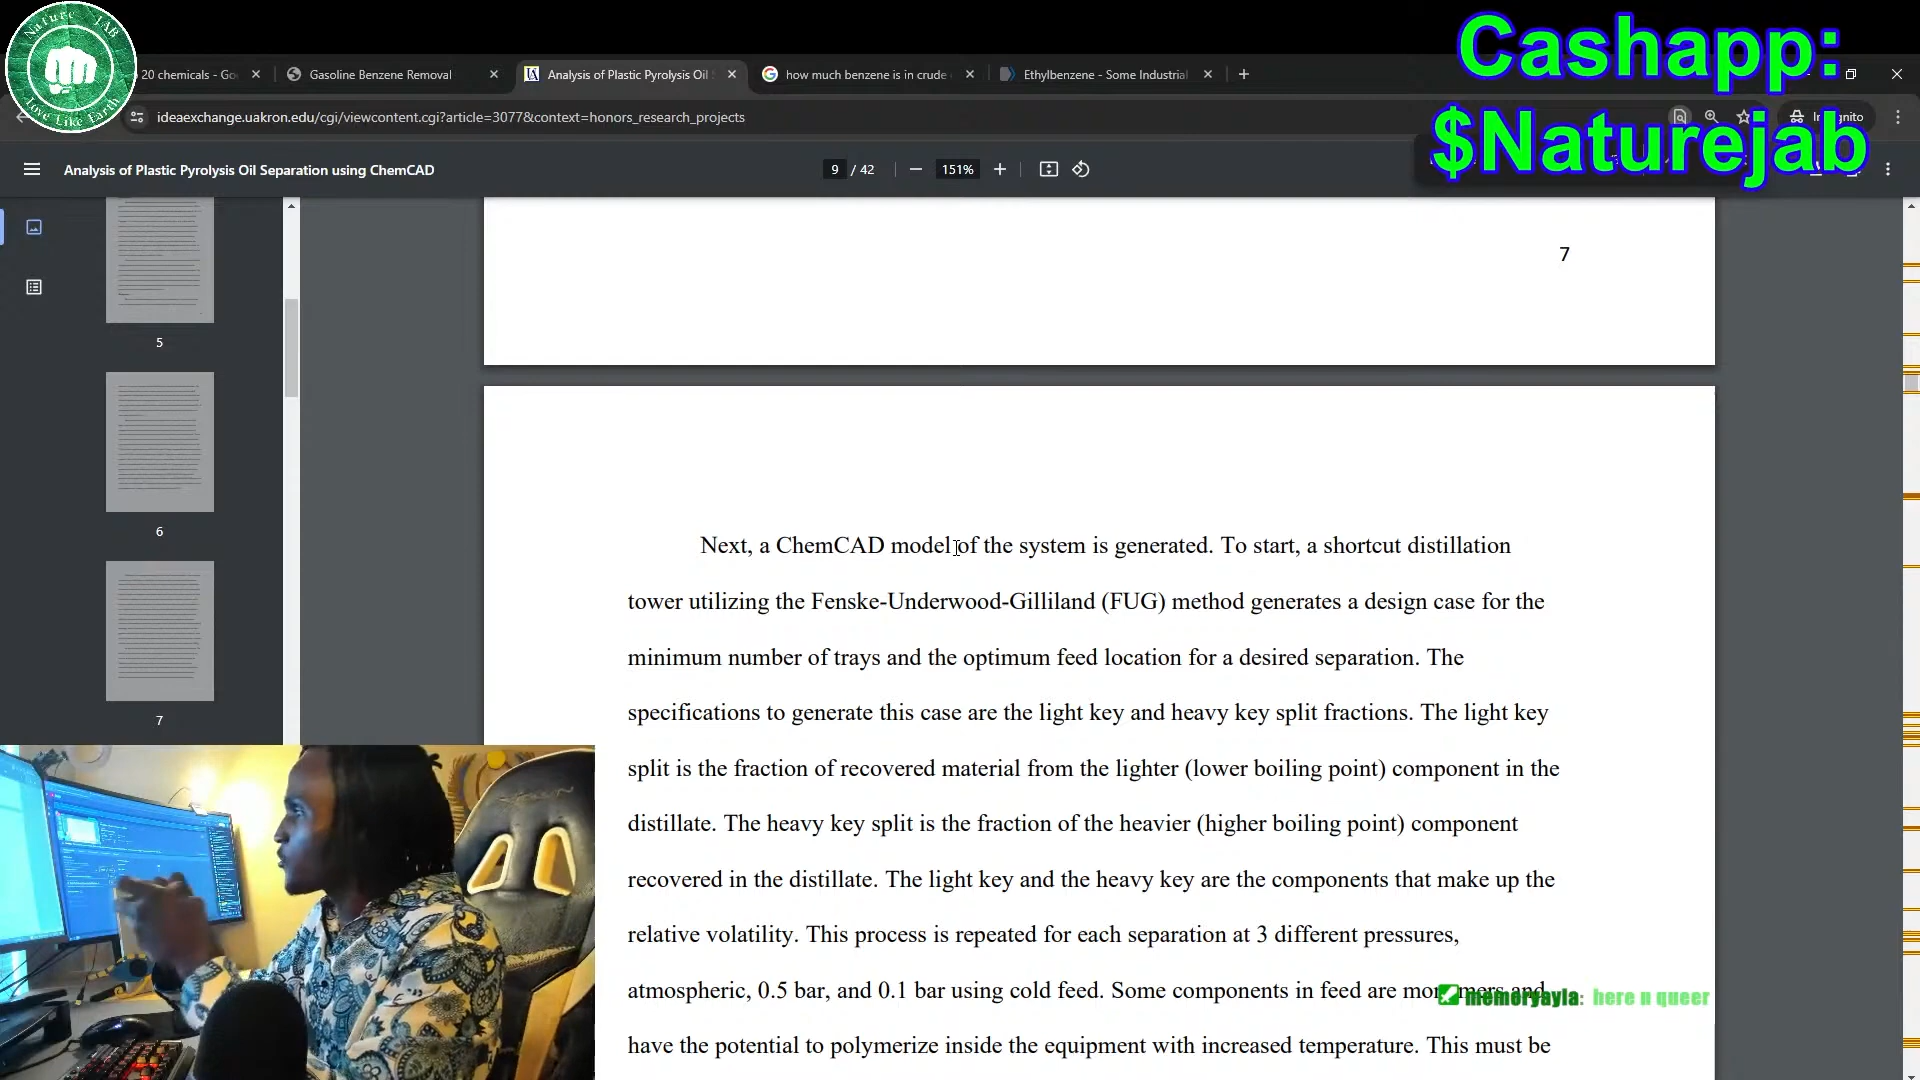 Nature JAB
Love Like Earth
Cashapp:
$Naturejab
20 chemicals - Go
Gasoline Benzene Removal
Analysis of Plastic Pyrolysis Oil S
how much benzene is in crude
Ethylbenzene - Some Industrial
ideaexchange.uakron.edu/cgi/viewcontent.cgi?article=3077&context=honors_research_projects
Incognito
Analysis of Plastic Pyrolysis Oil Separation using ChemCAD
9 / 42
151%
5
6
7
7
Next, a ChemCAD model of the system is generated. To start, a shortcut distillation
tower utilizing the Fenske-Underwood-Gilliland (FUG) method generates a design case for the
minimum number of trays and the optimum feed location for a desired separation. The
specifications to generate this case are the light key and heavy key split fractions. The light key
split is the fraction of recovered material from the lighter (lower boiling point) component in the
distillate. The heavy key split is the fraction of the heavier (higher boiling point) component
recovered in the distillate. The light key and the heavy key are the components that make up the
relative volatility. This process is repeated for each separation at 3 different pressures,
atmospheric, 0.5 bar, and 0.1 bar using cold feed. Some components in feed are monomers and
have the potential to polymerize inside the equipment with increased temperature. This must be
memoryayla: here n queer